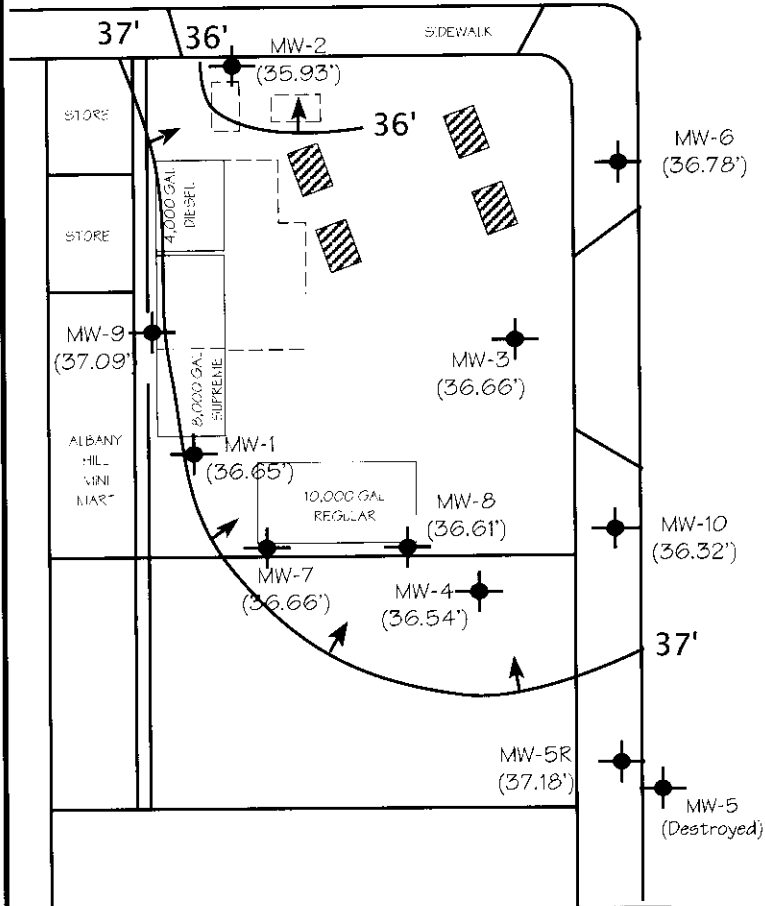 37'
36'
SIDEWALK
MW-2
(35.93')
36'
STORE
MW-6
(36.78')
4,000 GAL
DIESEL
STORE
MW-9
(37.09')
MW-3
(36.66')
8,000 GAL
SUPREME
MW-1
(36.65')
ALBANY
HILL
MINI
MART
10,000 GAL
REGULAR
MW-8
(36.61')
MW-10
(36.32')
MW-7
(36.66')
MW-4
(36.54')
37'
MW-5R
(37.18')
MW-5
(Destroyed)